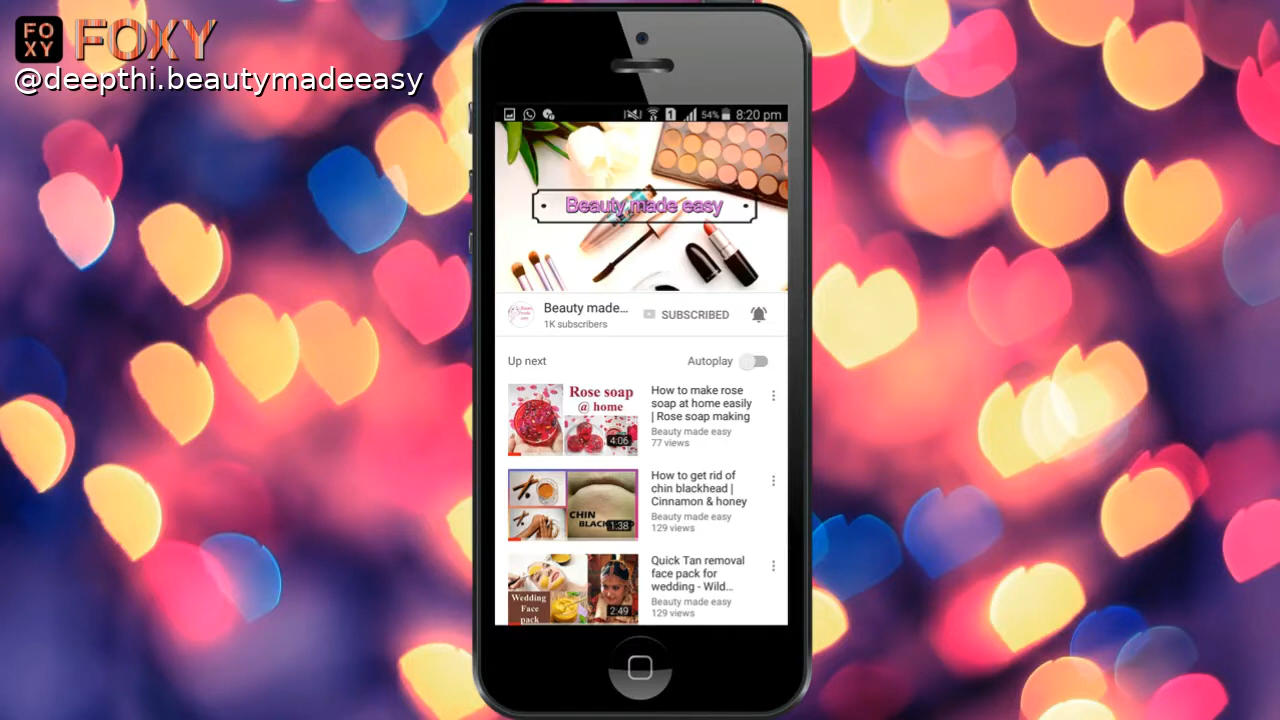 FO
XY
FOXY
@deepthi.beautymadeeasy
1
54%
8:20 pm
Beauty made easy
Beauty made...
SUBSCRIBED
1K subscribers
Up next
Autoplay
Rose soap
@ home
4:06
How to make rose
soap at home easily
| Rose soap making
Beauty made easy
77 views
CHIN
1:38
How to get rid of
chin blackhead |
Cinnamon & honey
Beauty made easy
129 views
Wedding
Face
pack
2:49
Quick Tan removal
face pack for
wedding - Wild...
Beauty made easy
129 views